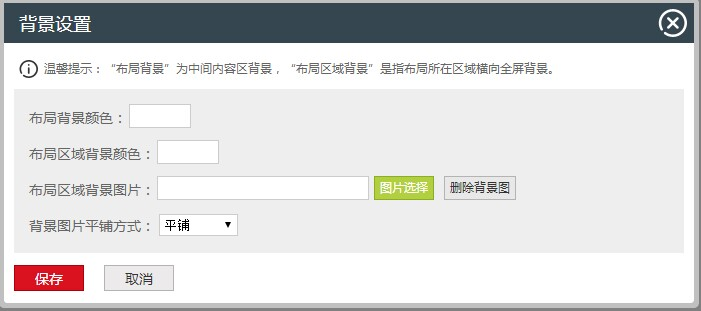 背景设置
温馨提示：“布局背景”为中间内容区背景，“布局区域背景”是指布局所在区域横向全屏背景。
布局背景颜色：
布局区域背景颜色：
布局区域背景图片： 图片选择 删除背景图
背景图片平铺方式： 平铺
保存 取消